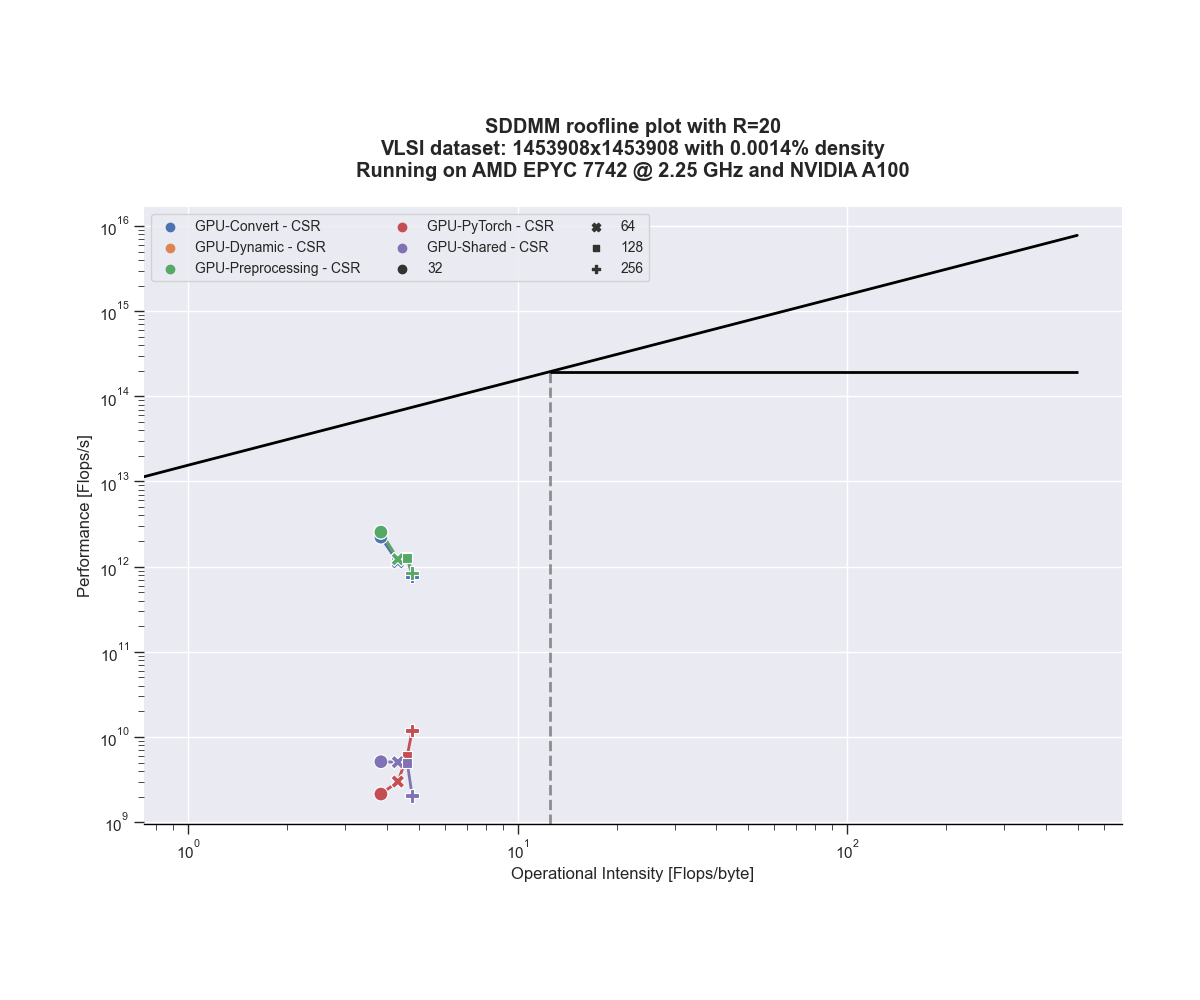 SDDMM roofline plot with R=20
VLSI dataset: 1453908x1453908 with 0.0014% density
Running on AMD EPYC 7742 @ 2.25 GHz and NVIDIA A100
GPU-Convert - CSR
GPU-Dynamic - CSR
GPU-Preprocessing - CSR
GPU-PyTorch - CSR
GPU-Shared - CSR
32
64
128
256
Performance [Flops/s]
10^16
10^15
10^14
10^13
10^12
10^11
10^10
10^9
10^0
10^1
10^2
Operational Intensity [Flops/byte]